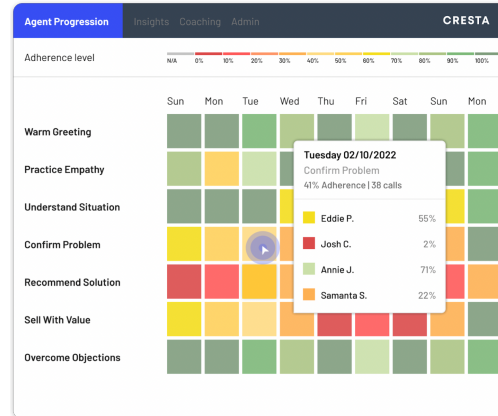 Agent Progression Insights Coaching Admin CRESTA
Adherence level
N/A 0% 10% 20% 30% 40% 50% 60% 70% 80% 90% 100%
Sun Mon Tue Wed Thu Fri Sat Sun Mon
Warm Greeting
Tuesday 02/10/2022
Practice Empathy
Confirm Problem
41% Adherence | 38 calls
Understand Situation
Eddie P. 55%
Confirm Problem
Josh C. 2%
Annie J. 71%
Recommend Solution
Samanta S. 22%
Sell With Value
Overcome Objections